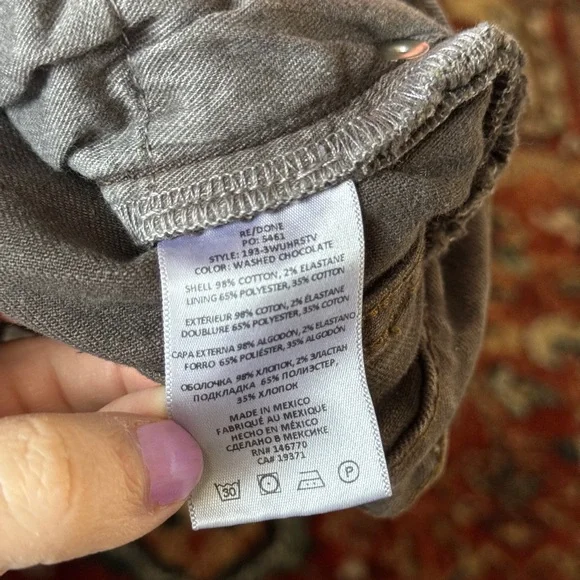 RE/DONE
PO: 5461
STYLE: 193-3WUHRSTV
COLOR: WASHED CHOCOLATE
SHELL 98% COTTON, 2% ELASTANE
LINING 65% POLYESTER, 35% COTON
EXTÉRIEUR 98% COTON, 2% ÉLASTANE
DOUBLURE 65% POLYESTER, 35% COTON
CAPA EXTERNA 98% ALGODÓN, 2% ELASTANO
FORRO 65% POLIÉSTER, 35% ALGODÓN
ОБОЛОЧКА 98% ХЛОПОК, 2% ЭЛАСТАН
ПОДКЛАДКА 65% ПОЛИЭСТЕР,
35% ХЛОПОК
MADE IN MEXICO
FABRIQUÉ AU MEXIQUE
HECHO EN MÉXICO
СДЕЛАНО В МЕКСИКЕ
RN# 146770
CA# 19371
30 P